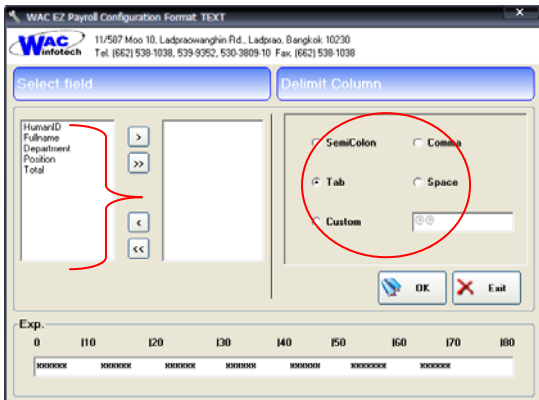 WAC EZ Payroll Configuration Format TEXT
WAC infotech
11/587 Moo 10, Ladpraowanghin Rd., Ladprao, Bangkok 10230
Tel. (662) 538-1038, 539-9352, 530-3809-10 Fax. (662) 538-1038
Select field
Delimit Column
HumanID
Fullname
Department
Position
Total
>
>>
<
<<
SemiColon
Comma
Tab
Space
Custom
@@
OK
Exit
Exp.
0 |10 |20 |30 |40 |50 |60 |70 |80
xxxxxx xxxxxx xxxxxx xxxxxx xxxxxx xxxxxxx xxxxxx